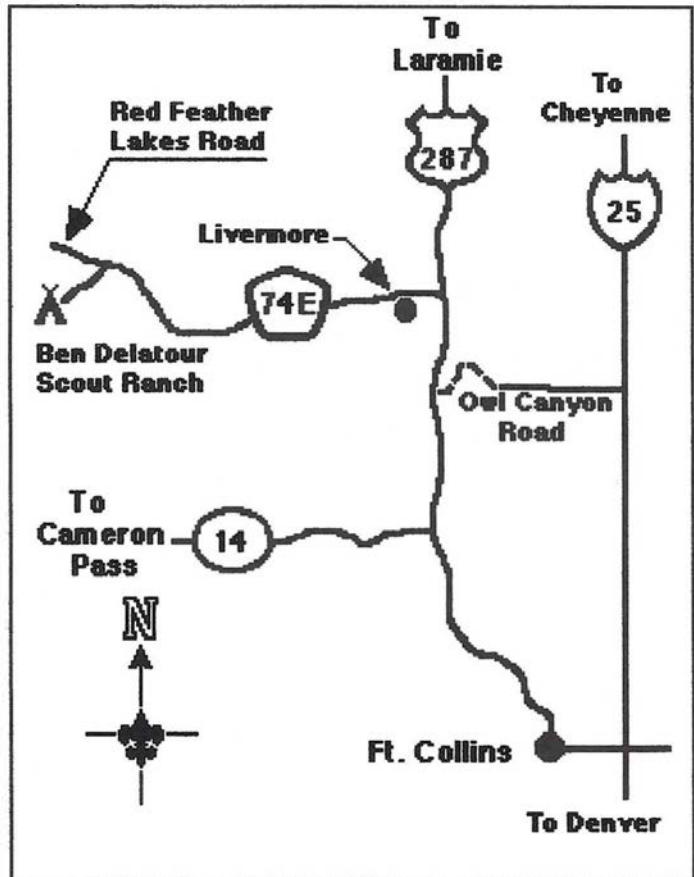 To
Laramie
To
Cheyenne
Red Feather
Lakes Road
287
25
Livermore
74E
Ben Delatour
Scout Ranch
Owl Canyon
Road
To
Cameron
Pass
14
N
Ft. Collins
To Denver